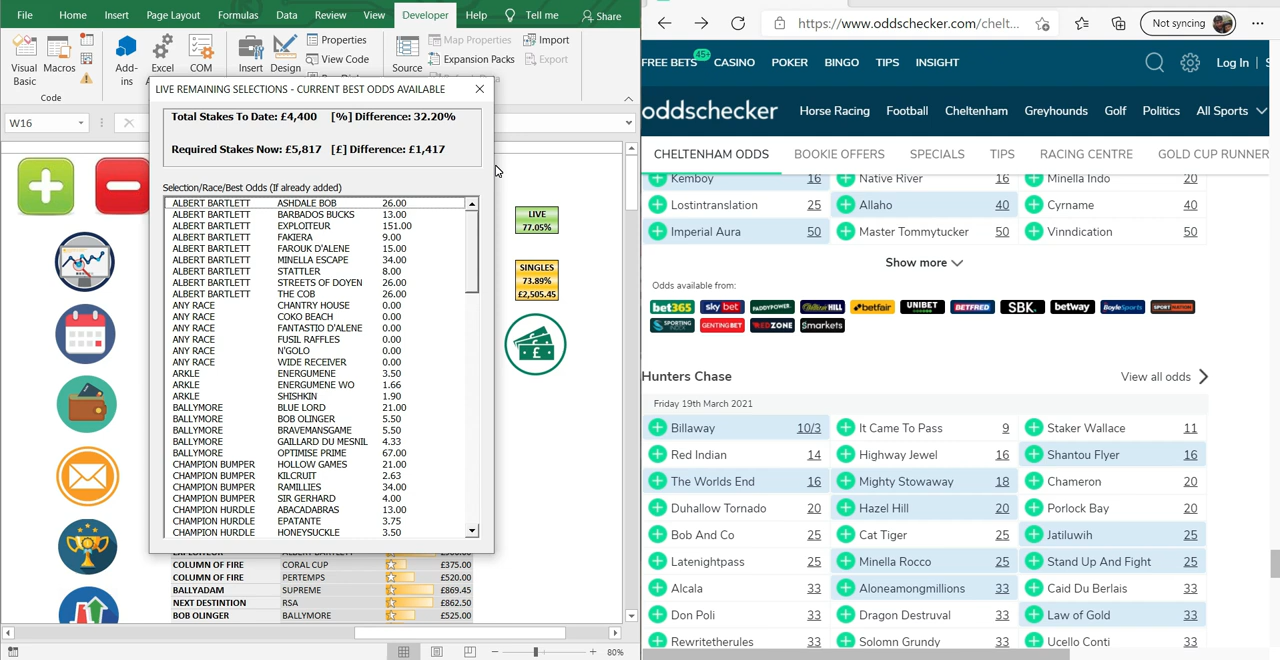 File Home Insert Page Layout Formulas Data Review View Developer Help Tell me Share
Visual Basic
Macros
Code
Add-ins
Excel
COM
Insert
Design
Properties
View Code
Source
Map Properties
Expansion Packs
Import
Export
W16
LIVE REMAINING SELECTIONS - CURRENT BEST ODDS AVAILABLE
Total Stakes To Date: £4,400 [%] Difference: 32.20%
Required Stakes Now: £5,817 [£] Difference: £1,417
Selection/Race/Best Odds (If already added)
ALBERT BARTLETT ASHDALE BOB 26.00
ALBERT BARTLETT BARBADOS BUCKS 13.00
ALBERT BARTLETT EXPLOITEUR 151.00
ALBERT BARTLETT FAKIERA 9.00
ALBERT BARTLETT FAROUK D'ALENE 15.00
ALBERT BARTLETT MINELLA ESCAPE 34.00
ALBERT BARTLETT STATTLER 8.00
ALBERT BARTLETT STREETS OF DOYEN 26.00
ALBERT BARTLETT THE COB 26.00
ANY RACE CHANTRY HOUSE 0.00
ANY RACE COKO BEACH 0.00
ANY RACE FANTASTIO D'ALENE 0.00
ANY RACE FUSIL RAFFLES 0.00
ANY RACE N'GOLO 0.00
ANY RACE WIDE RECEIVER 0.00
ARKLE ENERGUMENE 3.50
ARKLE ENERGUMENE WO 1.66
ARKLE SHISHKIN 1.90
BALLYMORE BLUE LORD 21.00
BALLYMORE BOB OLINGER 5.50
BALLYMORE BRAVEMANSGAME 5.50
BALLYMORE GAILLARD DU MESNIL 4.33
BALLYMORE OPTIMISE PRIME 67.00
CHAMPION BUMPER HOLLOW GAMES 21.00
CHAMPION BUMPER KILCRUIT 2.63
CHAMPION BUMPER RAMILLIES 34.00
CHAMPION BUMPER SIR GERHARD 4.00
CHAMPION HURDLE ABACADABRAS 13.00
CHAMPION HURDLE EPATANTE 3.75
CHAMPION HURDLE HONEYSUCKLE 3.50
LIVE
77.05%
SINGLES
73.89%
£2,505.45
COLUMN OF FIRE CORAL CUP £375.00
COLUMN OF FIRE PERTEMPS £520.00
BALLYADAM SUPREME £869.45
NEXT DESTINTION RSA £862.50
BOB OLINGER BALLYMORE £525.00
80%
https://www.oddschecker.com/chelt...
Not syncing
FREE BETS 45+ CASINO POKER BINGO TIPS INSIGHT Log In
oddschecker Horse Racing Football Cheltenham Greyhounds Golf Politics All Sports
CHELTENHAM ODDS BOOKIE OFFERS SPECIALS TIPS RACING CENTRE GOLD CUP RUNNER
Kemboy 16 Native River 16 Minella Indo 20
Lostintranslation 25 Allaho 40 Cyrname 40
Imperial Aura 50 Master Tommytucker 50 Vinndication 50
Show more
Odds available from:
bet365 sky bet PADDYPOWER William HILL betfair UNIBET BETFRED SBK betway BoyleSports
SPORTING INDEX GENTINGBET REDZONE Smarkets
Hunters Chase View all odds
Friday 19th March 2021
Billaway 10/3 It Came To Pass 9 Staker Wallace 11
Red Indian 14 Highway Jewel 16 Shantou Flyer 16
The Worlds End 16 Mighty Stowaway 18 Chameron 20
Duhallow Tornado 20 Hazel Hill 20 Porlock Bay 20
Bob And Co 25 Cat Tiger 25 Jatiluwih 25
Latenightpass 25 Minella Rocco 25 Stand Up And Fight 25
Alcala 33 Aloneamongmillions 33 Caid Du'Berlais 33
Don Poli 33 Dragon Destruval 33 Law of Gold 33
Rewritetherules 33 Solomn Grundy 33 Ucello Conti 33